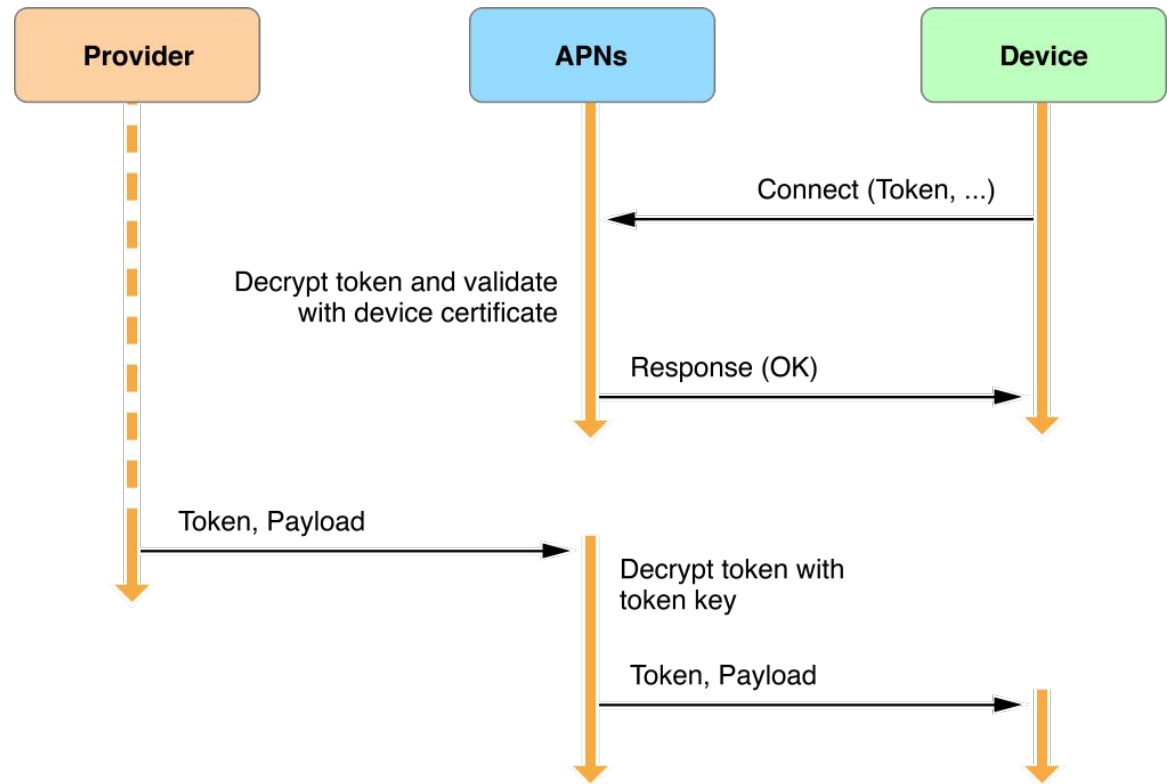 Provider
APNs
Device
Connect (Token, ...)
Decrypt token and validate
with device certificate
Response (OK)
Token, Payload
Decrypt token with
token key
Token, Payload